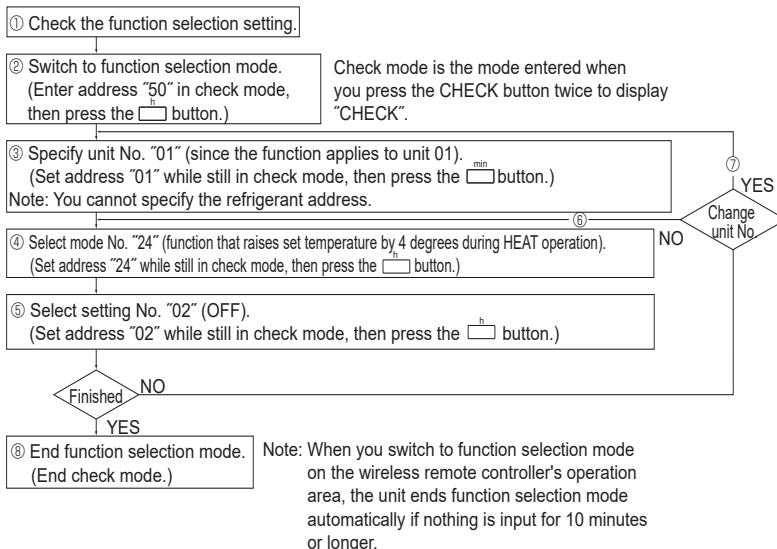 ① Check the function selection setting.
② Switch to function selection mode.
(Enter address ˝50˝ in check mode,
then press the h button.)
Check mode is the mode entered when
you press the CHECK button twice to display
˝CHECK˝.
③ Specify unit No. ˝01˝ (since the function applies to unit 01).
(Set address ˝01˝ while still in check mode, then press the min button.)
Note: You cannot specify the refrigerant address.
⑦
YES
Change
unit No.
⑥
NO
④ Select mode No. ˝24˝ (function that raises set temperature by 4 degrees during HEAT operation).
(Set address ˝24˝ while still in check mode, then press the h button.)
⑤ Select setting No. ˝02˝ (OFF).
(Set address ˝02˝ while still in check mode, then press the h button.)
Finished
NO
YES
⑧ End function selection mode.
(End check mode.)
Note: When you switch to function selection mode
on the wireless remote controller's operation
area, the unit ends function selection mode
automatically if nothing is input for 10 minutes
or longer.